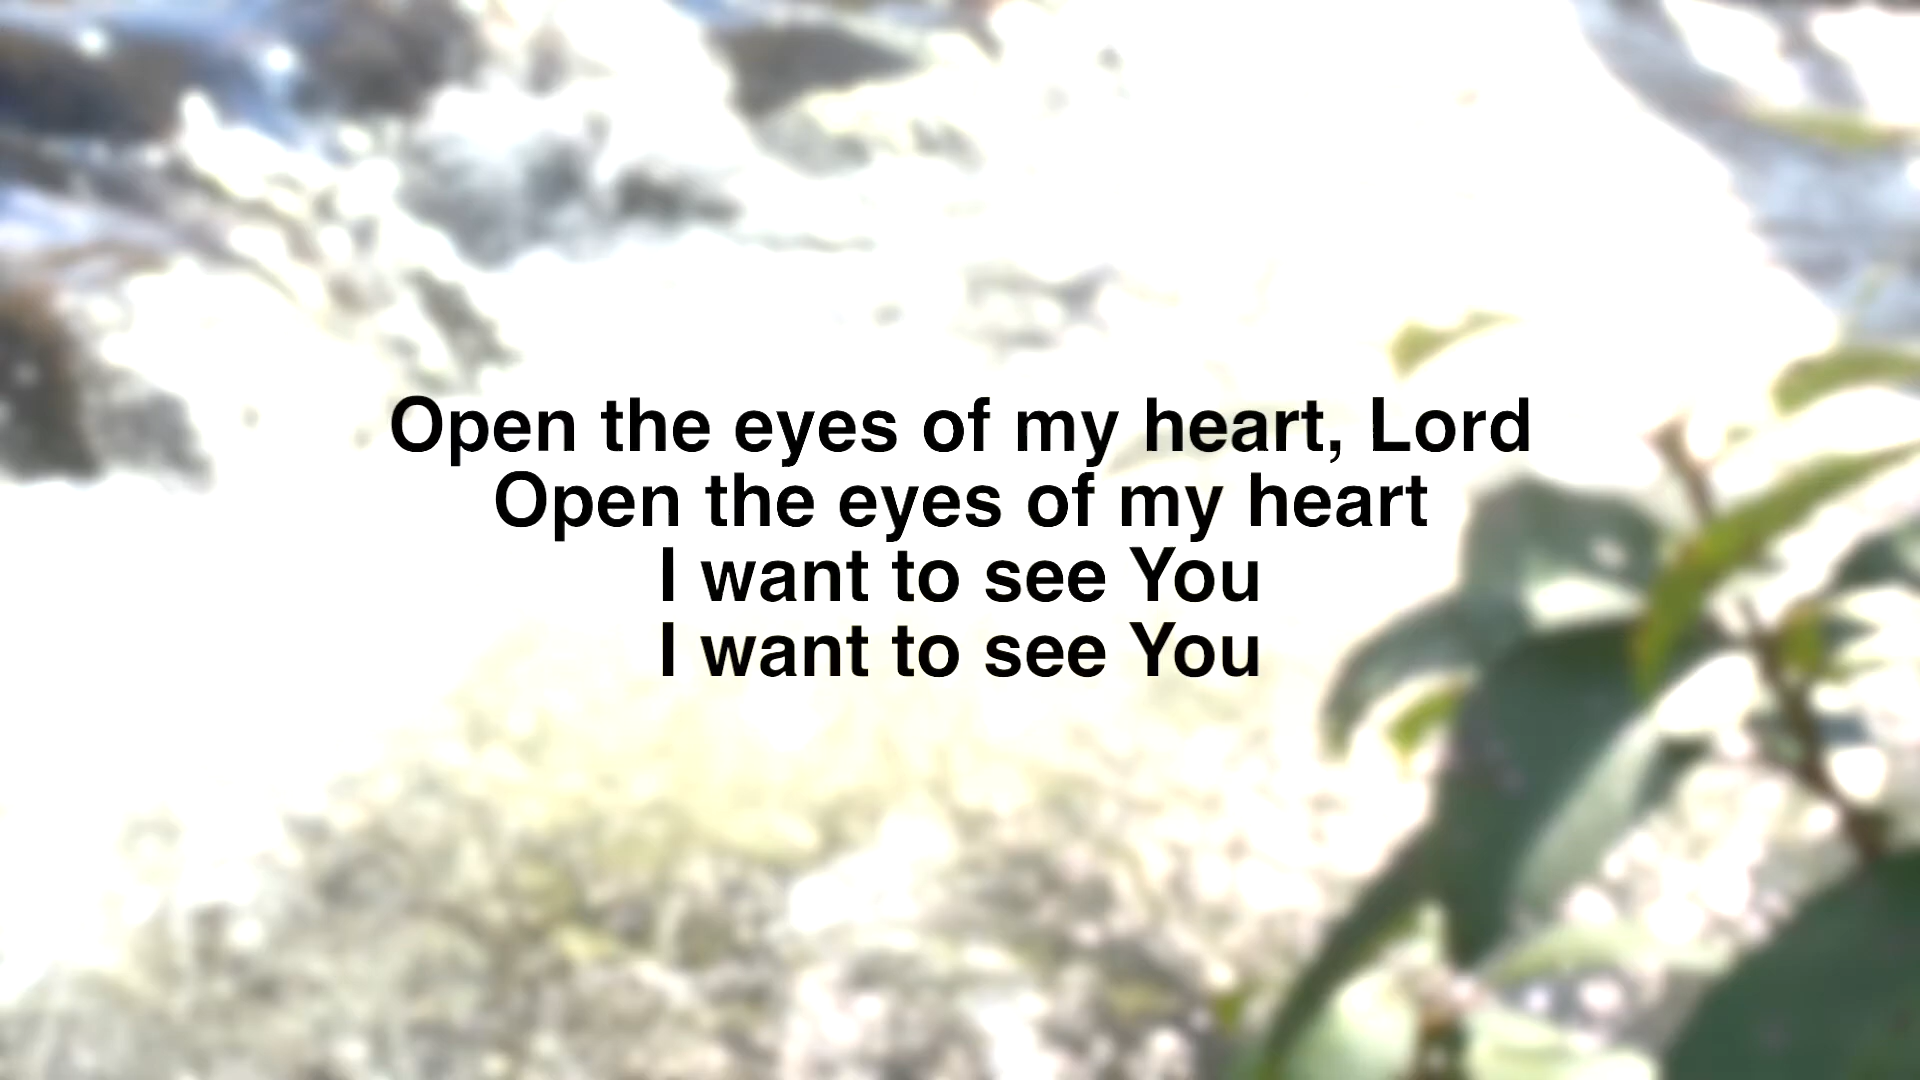 Open the eyes of my heart, Lord
Open the eyes of my heart
I want to see You
I want to see You